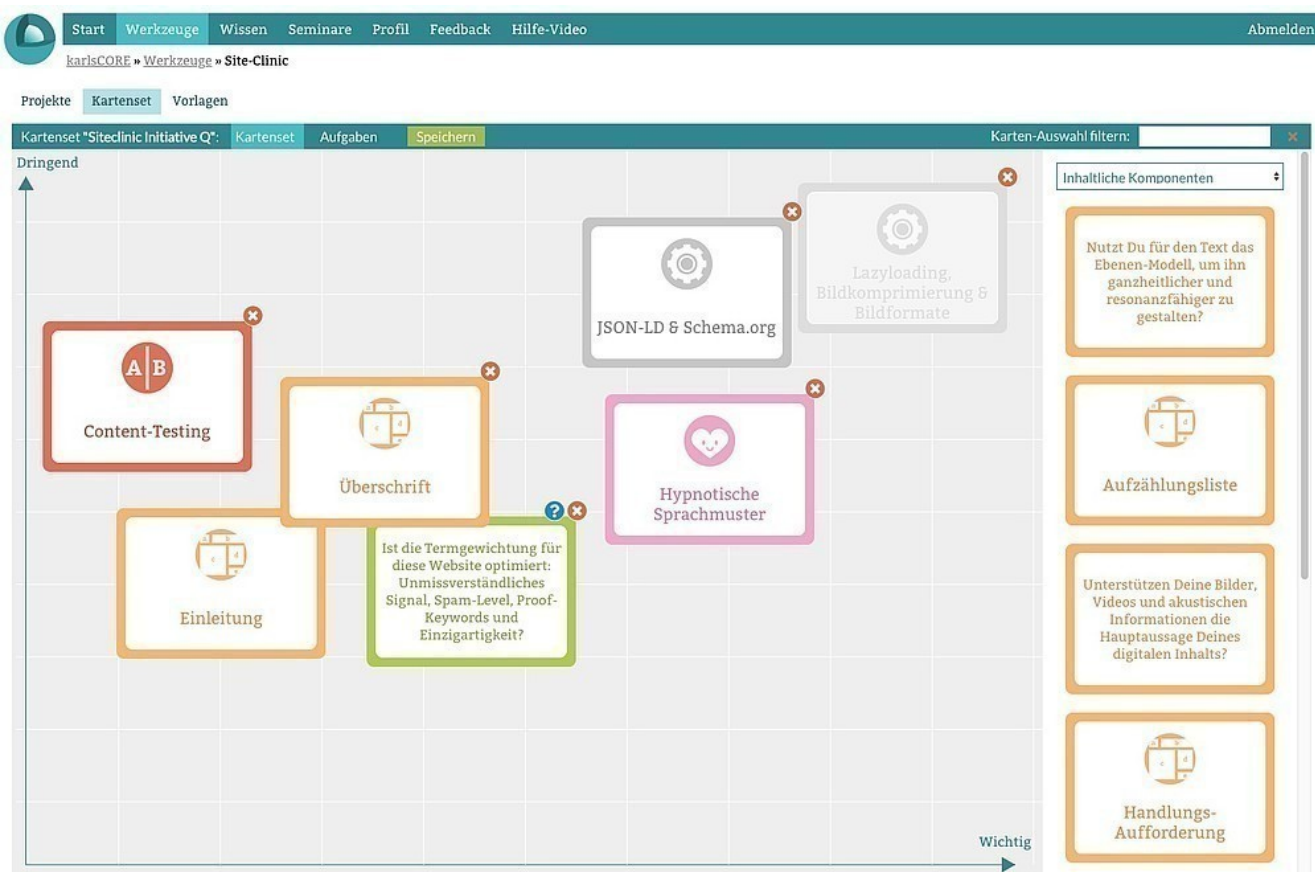 Start Werkzeuge Wissen Seminare Profil Feedback Hilfe-Video Abmelden
karlsCORE » Werkzeuge » Site-Clinic
Projekte Kartenset Vorlagen
Kartenset "Siteclinic Initiative Q": Kartenset Aufgaben Speichern Karten-Auswahl filtern:
Dringend
Inhaltliche Komponenten
Lazyloading,
Bildkomprimierung &
Bildformate
JSON-LD & Schema.org
A B
Content-Testing
Überschrift
Hypnotische
Sprachmuster
Einleitung
Ist die Termgewichtung für
diese Website optimiert:
Unmissverständliches
Signal, Spam-Level, Proof-
Keywords und
Einzigartigkeit?
Wichtig
Nutzt Du für den Text das
Ebenen-Modell, um ihn
ganzheitlicher und
resonanzfähiger zu
gestalten?
Aufzählungsliste
Unterstützen Deine Bilder,
Videos und akustischen
Informationen die
Hauptaussage Deines
digitalen Inhalts?
Handlungs-
Aufforderung